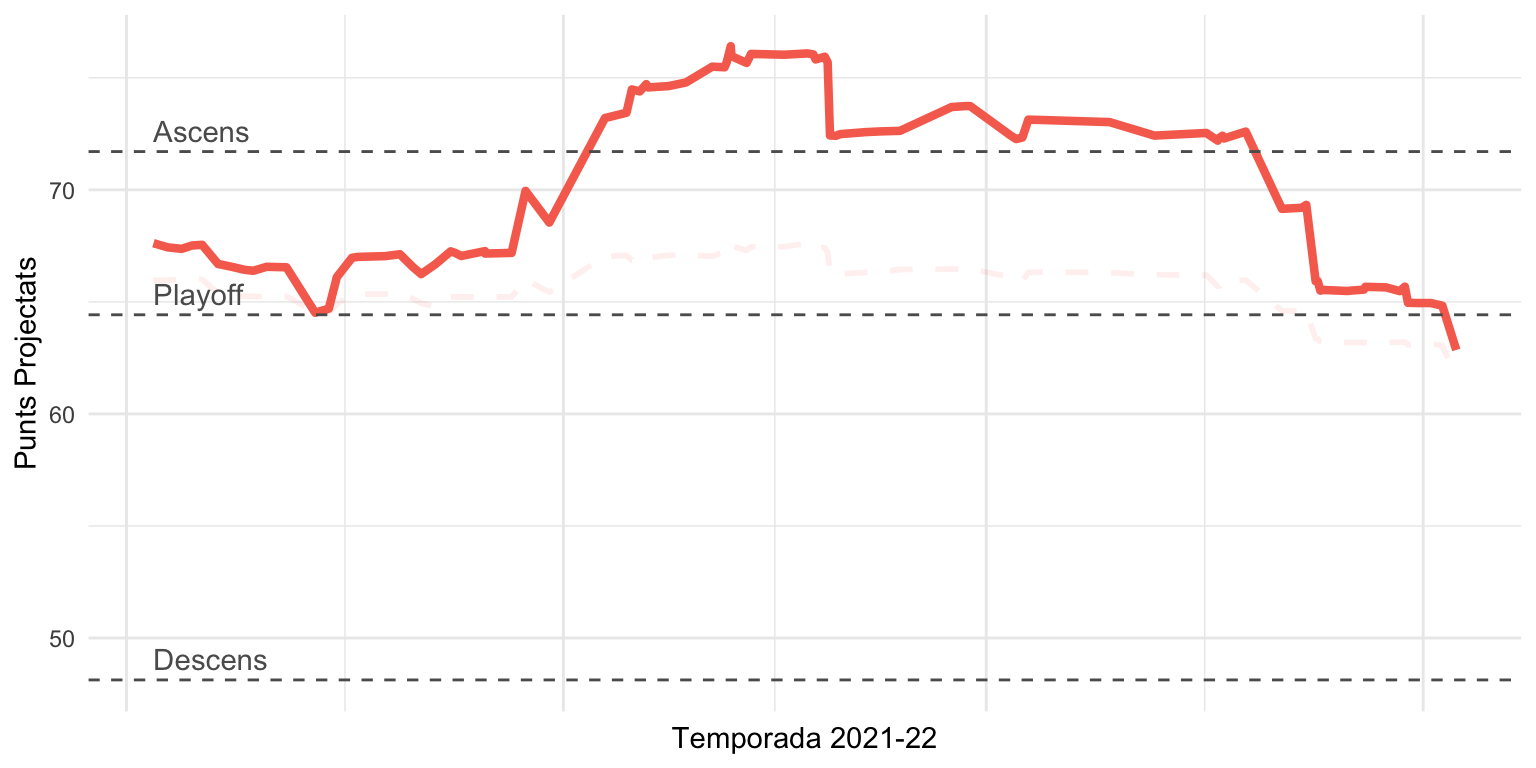 Ascens
70
Playoff
Punts Projectats
60
50
Descens
Temporada 2021-22